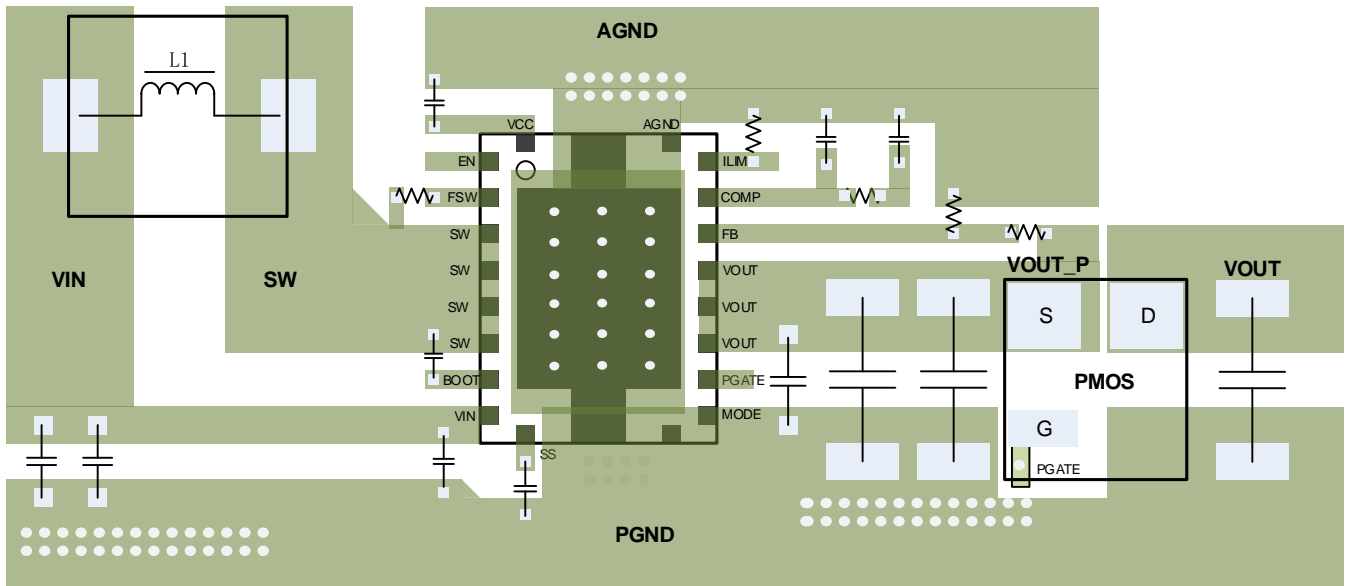 AGND
L1
VCC
AGND
EN
ILIM
FSW
COMP
SW
FB
VIN
SW
SW
VOUT
VOUT_P
VOUT
SW
VOUT
S
D
SW
VOUT
BOOT
PGATE
PMOS
VIN
MODE
G
SS
PGATE
PGND